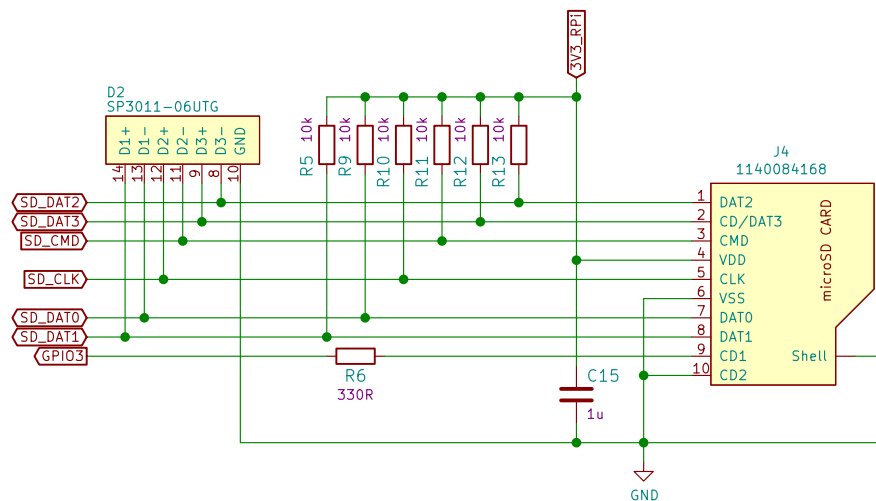 3V3_RPi
D2
SP3011-06UTG
D1+
D1-
D2+
D2-
D3+
D3-
GND
14
13
12
11
9
8
10
10k
10k
10k
10k
10k
10k
R5
R9
R10
R11
R12
R13
J4
1140084168
SD_DAT2
SD_DAT3
SD_CMD
SD_CLK
SD_DAT0
SD_DAT1
GPIO3
1 DAT2
2 CD/DAT3
3 CMD
4 VDD
5 CLK
6 VSS
7 DAT0
8 DAT1
9 CD1
10 CD2
microSD CARD
Shell
R6
330R
C15
1u
GND